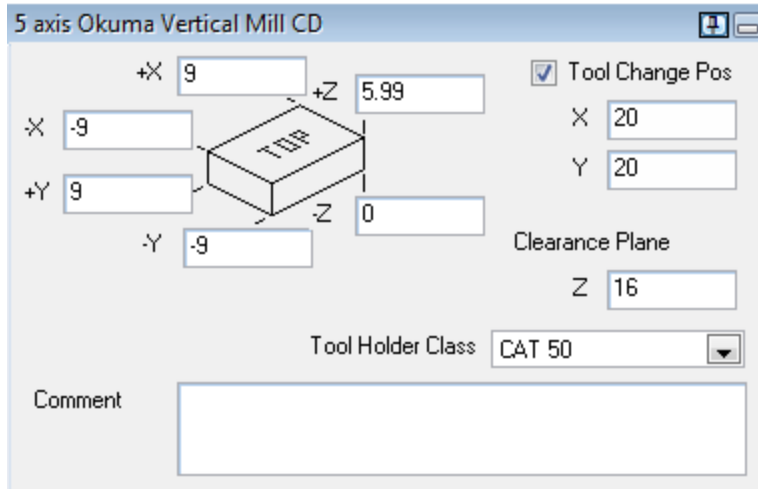 5 axis Okuma Vertical Mill CD
+X 9
+Z 5.99
Tool Change Pos
-X -9
X 20
TOP
+Y 9
Y 20
-Z 0
-Y -9
Clearance Plane
Z 16
Tool Holder Class CAT 50
Comment